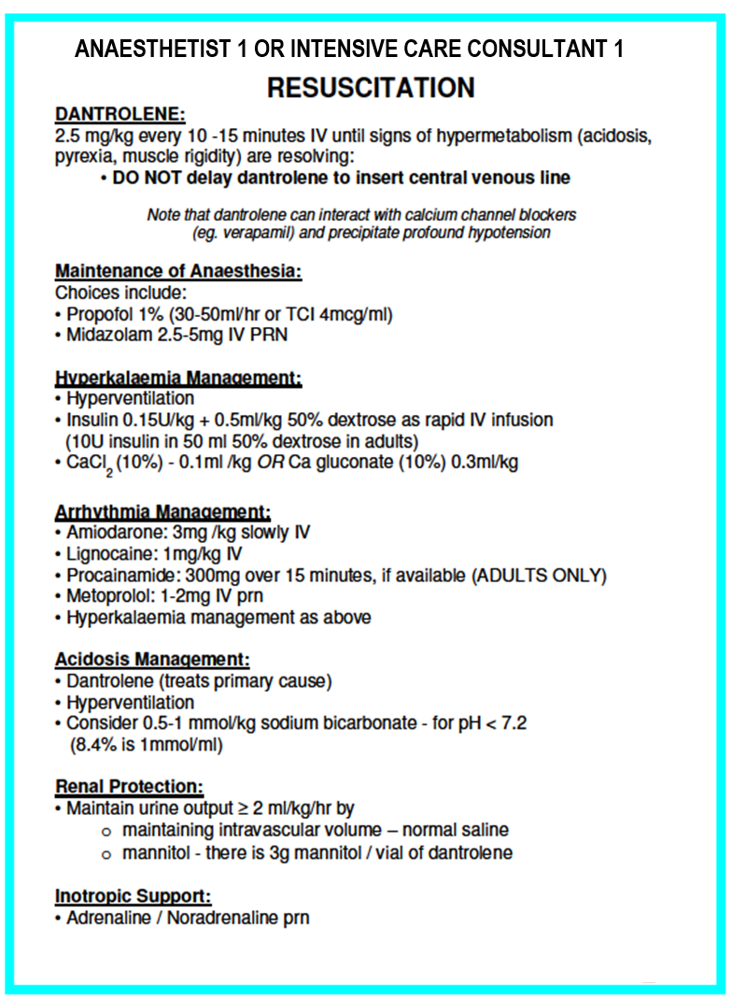 ANAESTHETIST 1 OR INTENSIVE CARE CONSULTANT 1
RESUSCITATION
DANTROLENE:
2.5 mg/kg every 10 -15 minutes IV until signs of hypermetabolism (acidosis,
pyrexia, muscle rigidity) are resolving:
• DO NOT delay dantrolene to insert central venous line
Note that dantrolene can interact with calcium channel blockers
(eg. verapamil) and precipitate profound hypotension
Maintenance of Anaesthesia:
Choices include:
• Propofol 1% (30-50ml/hr or TCI 4mcg/ml)
• Midazolam 2.5-5mg IV PRN
Hyperkalaemia Management:
• Hyperventilation
• Insulin 0.15U/kg + 0.5ml/kg 50% dextrose as rapid IV infusion
(10U insulin in 50 ml 50% dextrose in adults)
• CaCl2 (10%) - 0.1ml /kg OR Ca gluconate (10%) 0.3ml/kg
Arrhythmia Management:
• Amiodarone: 3mg /kg slowly IV
• Lignocaine: 1mg/kg IV
• Procainamide: 300mg over 15 minutes, if available (ADULTS ONLY)
• Metoprolol: 1-2mg IV prn
• Hyperkalaemia management as above
Acidosis Management:
• Dantrolene (treats primary cause)
• Hyperventilation
• Consider 0.5-1 mmol/kg sodium bicarbonate - for pH < 7.2
(8.4% is 1mmol/ml)
Renal Protection:
• Maintain urine output ≥ 2 ml/kg/hr by
o maintaining intravascular volume – normal saline
o mannitol - there is 3g mannitol / vial of dantrolene
Inotropic Support:
• Adrenaline / Noradrenaline prn